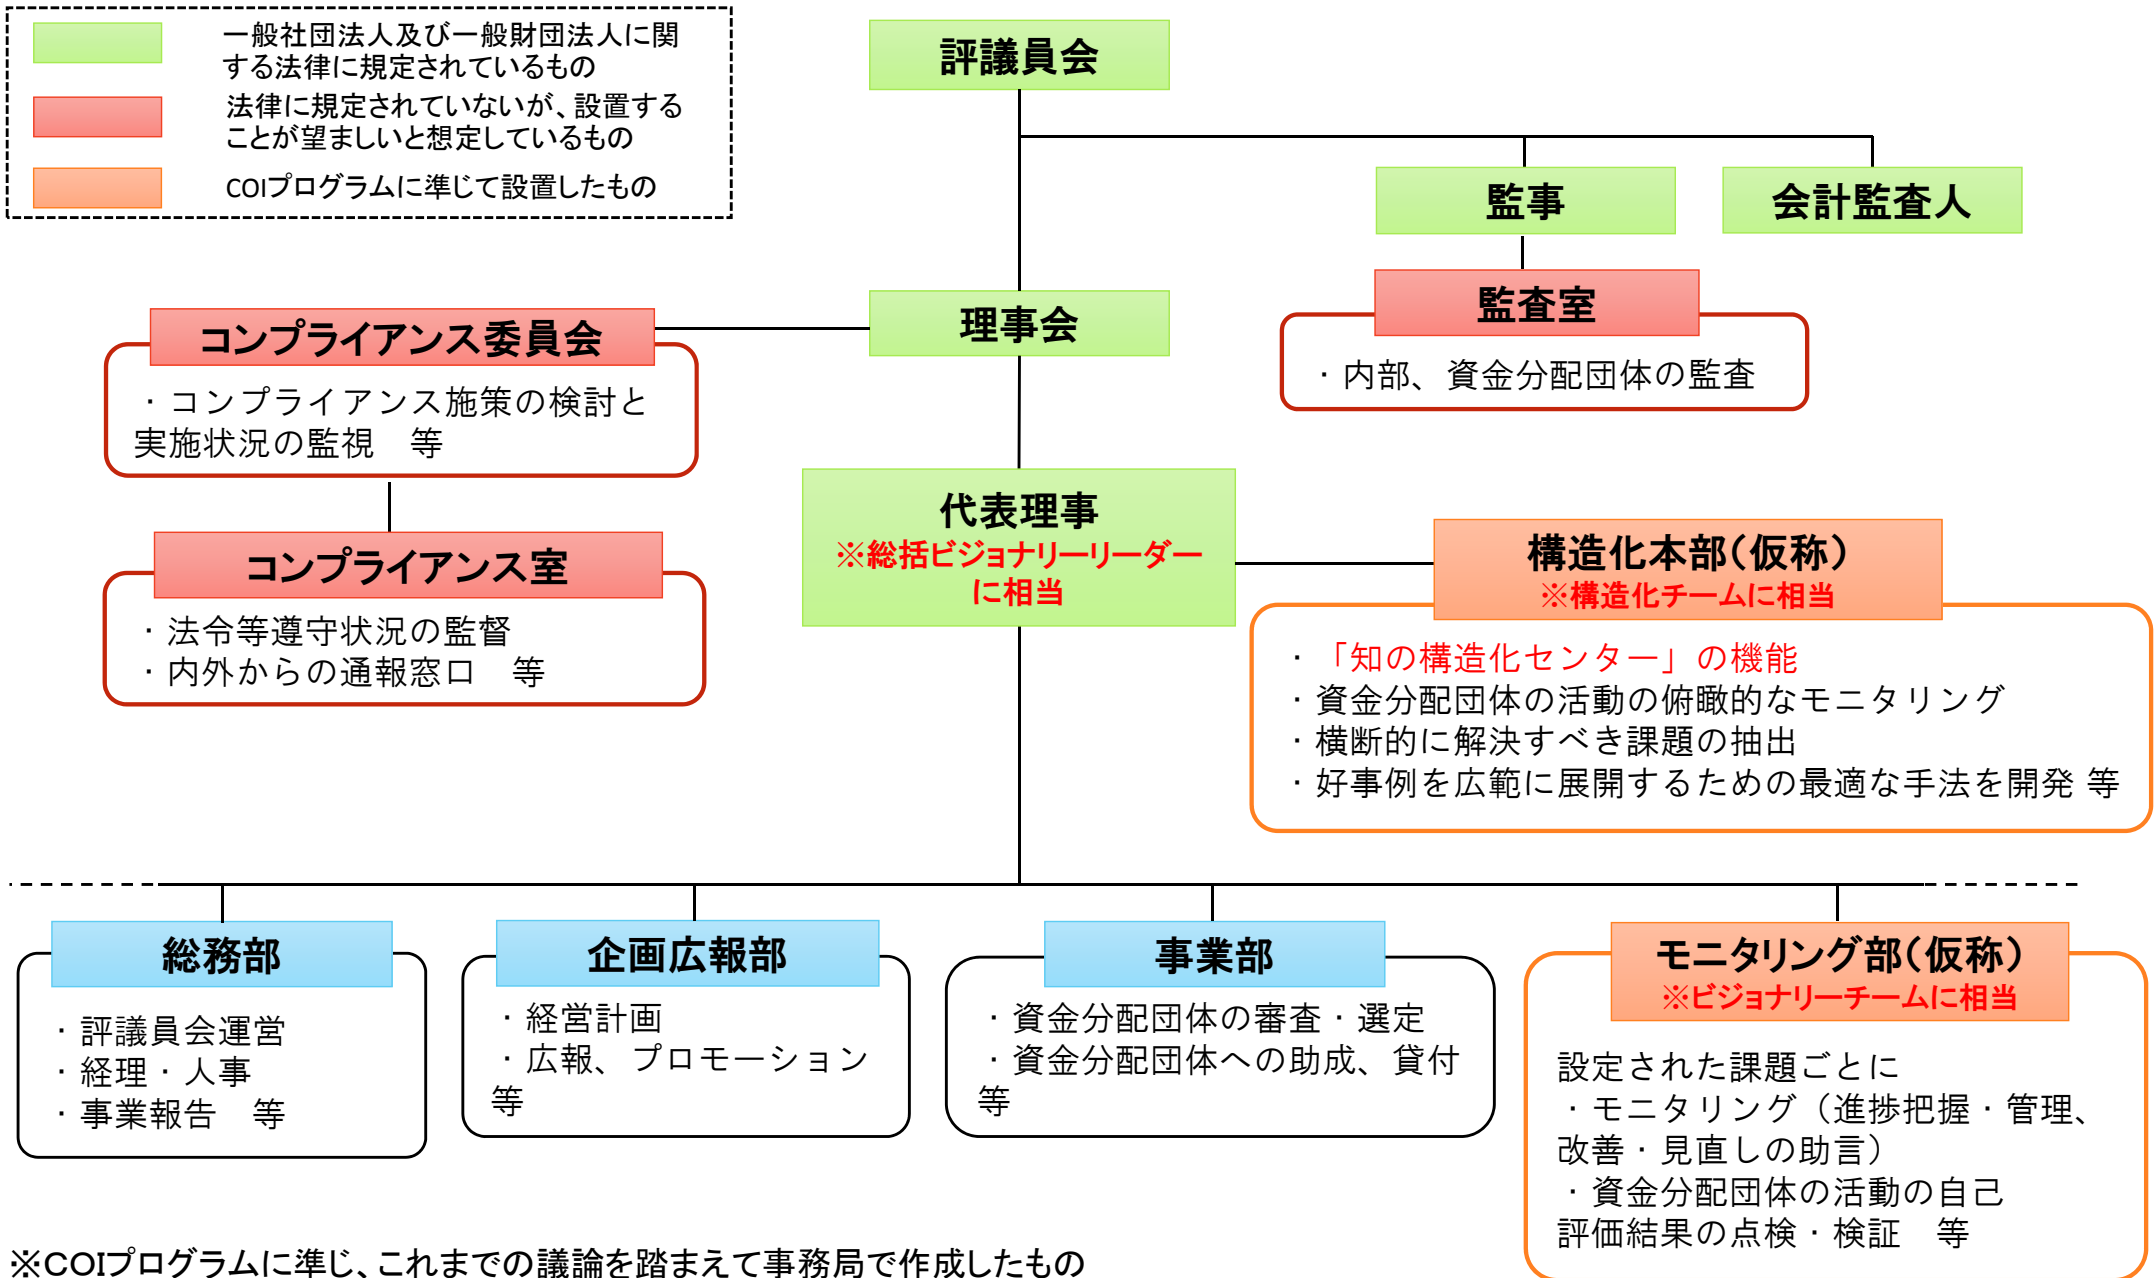 一般社団法人及び一般財団法人に関
する法律に規定されているもの
法律に規定されていないが、設置する
ことが望ましいと想定しているもの
COIプログラムに準じて設置したもの
評議員会
監事
会計監査人
監査室
・内部、資金分配団体の監査
理事会
コンプライアンス委員会
・コンプライアンス施策の検討と
実施状況の監視　等
コンプライアンス室
・法令等遵守状況の監督
・内外からの通報窓口　等
代表理事
※総括ビジョナリーリーダー
に相当
構造化本部（仮称）
※構造化チームに相当
・「知の構造化センター」の機能
・資金分配団体の活動の俯瞰的なモニタリング
・横断的に解決すべき課題の抽出
・好事例を広範に展開するための最適な手法を開発 等
総務部
・評議員会運営
・経理・人事
・事業報告　等
企画広報部
・経営計画
・広報、プロモーション
等
事業部
・資金分配団体の審査・選定
・資金分配団体への助成、貸付
等
モニタリング部（仮称）
※ビジョナリーチームに相当
設定された課題ごとに
・モニタリング（進捗把握・管理、
改善・見直しの助言）
・資金分配団体の活動の自己
評価結果の点検・検証　等
※COIプログラムに準じ、これまでの議論を踏まえて事務局で作成したもの